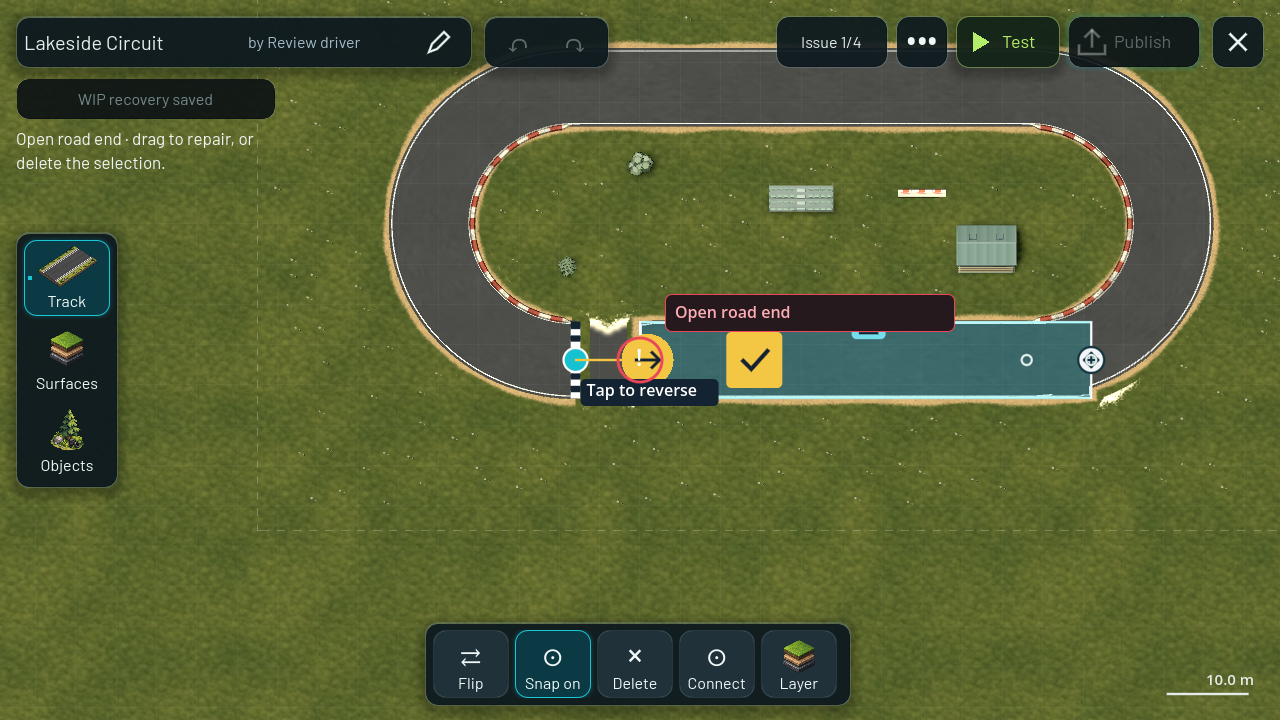 Lakeside Circuit
by Review driver
Issue 1/4
•••
Test
Publish
WIP recovery saved
Open road end · drag to repair, or
delete the selection.
Track
Surfaces
Objects
Open road end
!
Tap to reverse
Flip
Snap on
Delete
Connect
Layer
10.0 m